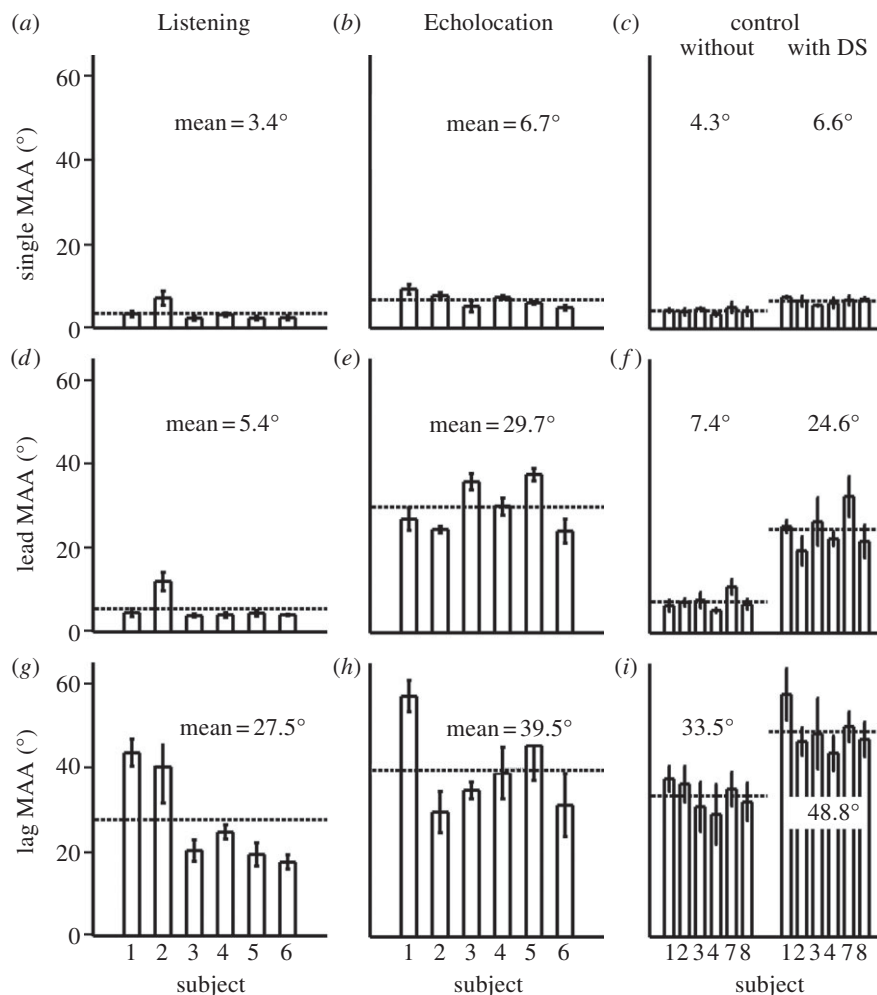 (a) Listening (b) Echolocation (c) control
without with DS
60
mean = 3.4° mean = 6.7° 4.3° 6.6°
40
single MAA (°)
20
0
(d) (e) (f)
60
mean = 5.4° mean = 29.7° 7.4° 24.6°
40
lead MAA (°)
20
0
(g) (h) (i)
60
mean = 27.5° mean = 39.5° 33.5°
40
lag MAA (°)
48.8°
20
0
1 2 3 4 5 6 1 2 3 4 5 6 1 2 3 4 7 8 1 2 3 4 7 8
subject subject subject